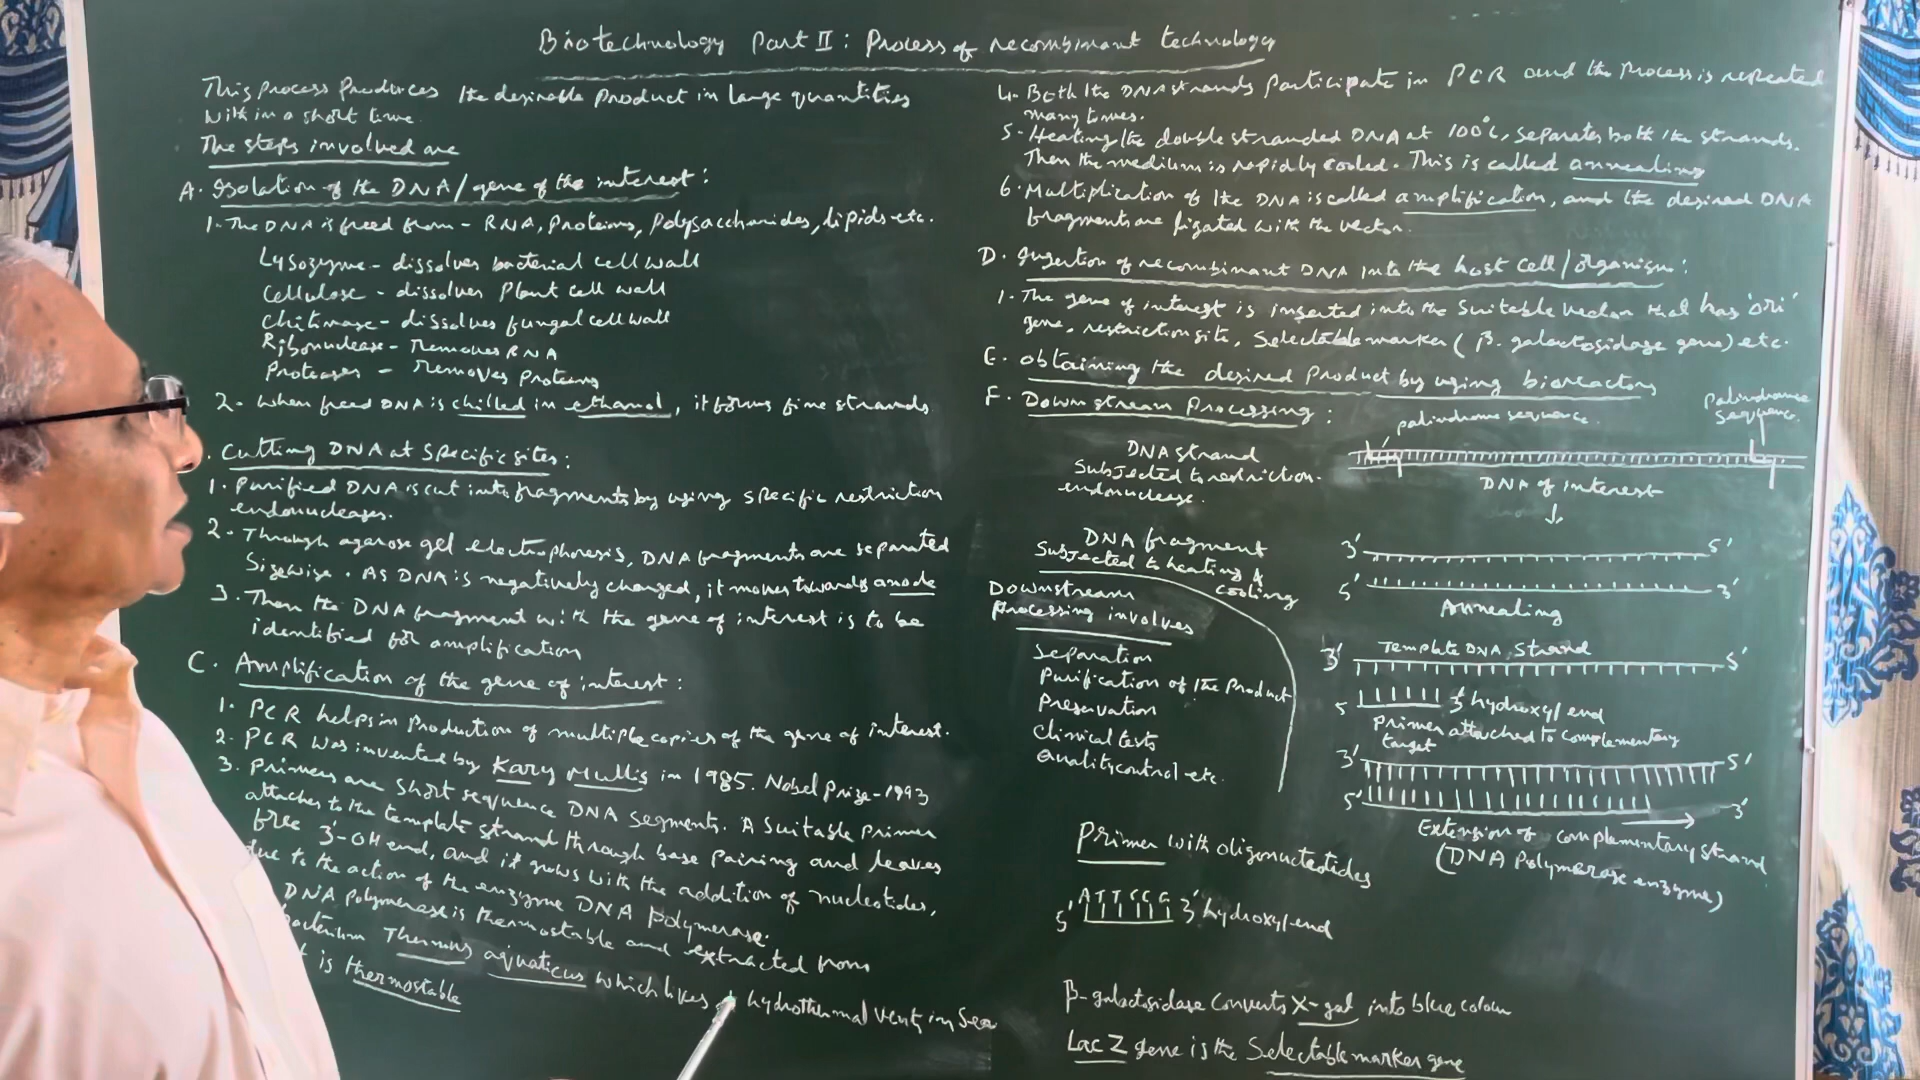 Biotechnology Part II : Process of recombinant technology
This process produces the desirable product in large quantities
within a short time.
The steps involved are
A. Isolation of the DNA/gene of the interest :
1. The DNA is freed from - RNA, Proteins, Polysaccharides, lipids etc.
Lysozyme - dissolves bacterial cell wall
Cellulose - dissolves Plant cell wall
Chitinase - dissolves fungal cell wall
Ribonuclease - removes RNA
Proteases - removes Proteins
2. When freed DNA is chilled in ethanol, it forms fine strands
. Cutting DNA at specific sites :
1. Purified DNA is cut into fragments by using specific restriction
endonucleases.
2. Through agarose gel electrophoresis, DNA fragments are separated
sizewise. As DNA is negatively charged, it moves towards anode
3. Then the DNA fragment with the gene of interest is to be
identified for amplification
C. Amplification of the gene of interest :
1. PCR helps in Production of multiple copies of the gene of interest.
2. PCR was invented by Kary Mullis in 1985. Nobel Prize - 1993
3. Primers are short sequence DNA segments. A suitable primer
attaches to the template strand through base pairing and leaves
free 3'-OH end, and it grows with the addition of nucleotides,
due to the action of the enzyme DNA Polymerase.
DNA Polymerase is thermostable and extracted from
bacterium Thermus aquaticus which lives at hydrothermal vents in sea
t is thermostable
4. Both the DNA strands participate in PCR and the process is repeated
many times.
5. Heating the double stranded DNA at 100°C, separates both the strands.
Then the medium is rapidly cooled. This is called annealing
6. Multiplication of the DNA is called amplification, and the desired DNA
fragments are ligated with the vector.
D. Insertion of recombinant DNA into the host cell/organism :
1. The gene of interest is inserted into the suitable vector that has 'ori'
gene, restriction site, Selectable marker ( β. galactosidase gene) etc.
E. obtaining the desired product by using bioreactors
F. Downstream Processing :
palindrome sequence.
palindrome
sequence.
DNA strand
Subjected to restriction.
endonuclease.
DNA of interest
DNA fragment
Subjected to heating &
cooling
3' 5'
5' 3'
Annealing
Downstream
processing involves
Separation
Purification of the Product
Preservation
Clinical tests
Quality control etc.
Template DNA Strand
3' 5'
5 3' hydroxyl end
Primer attached to complementary
target
3' 5'
5' 3'
Extension of complementary strand
(DNA Polymerase enzyme)
Primer with oligonucleotides
ATTCCG
5' 3' hydroxyl end
β-galactosidase converts X-gal into blue colour
Lac Z gene is the Selectable marker gene